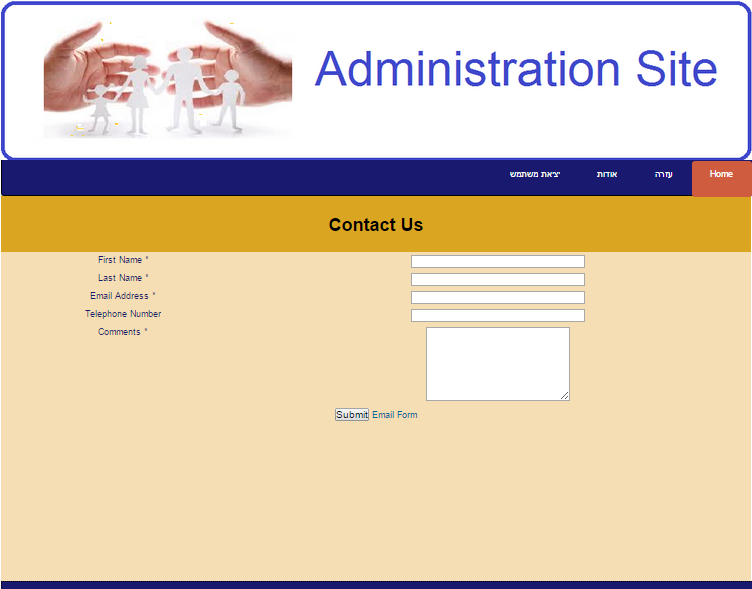 Administration Site
Home עזרה אודות יציאת משתמש
Contact Us
First Name *
Last Name *
Email Address *
Telephone Number
Comments *
Submit Email Form